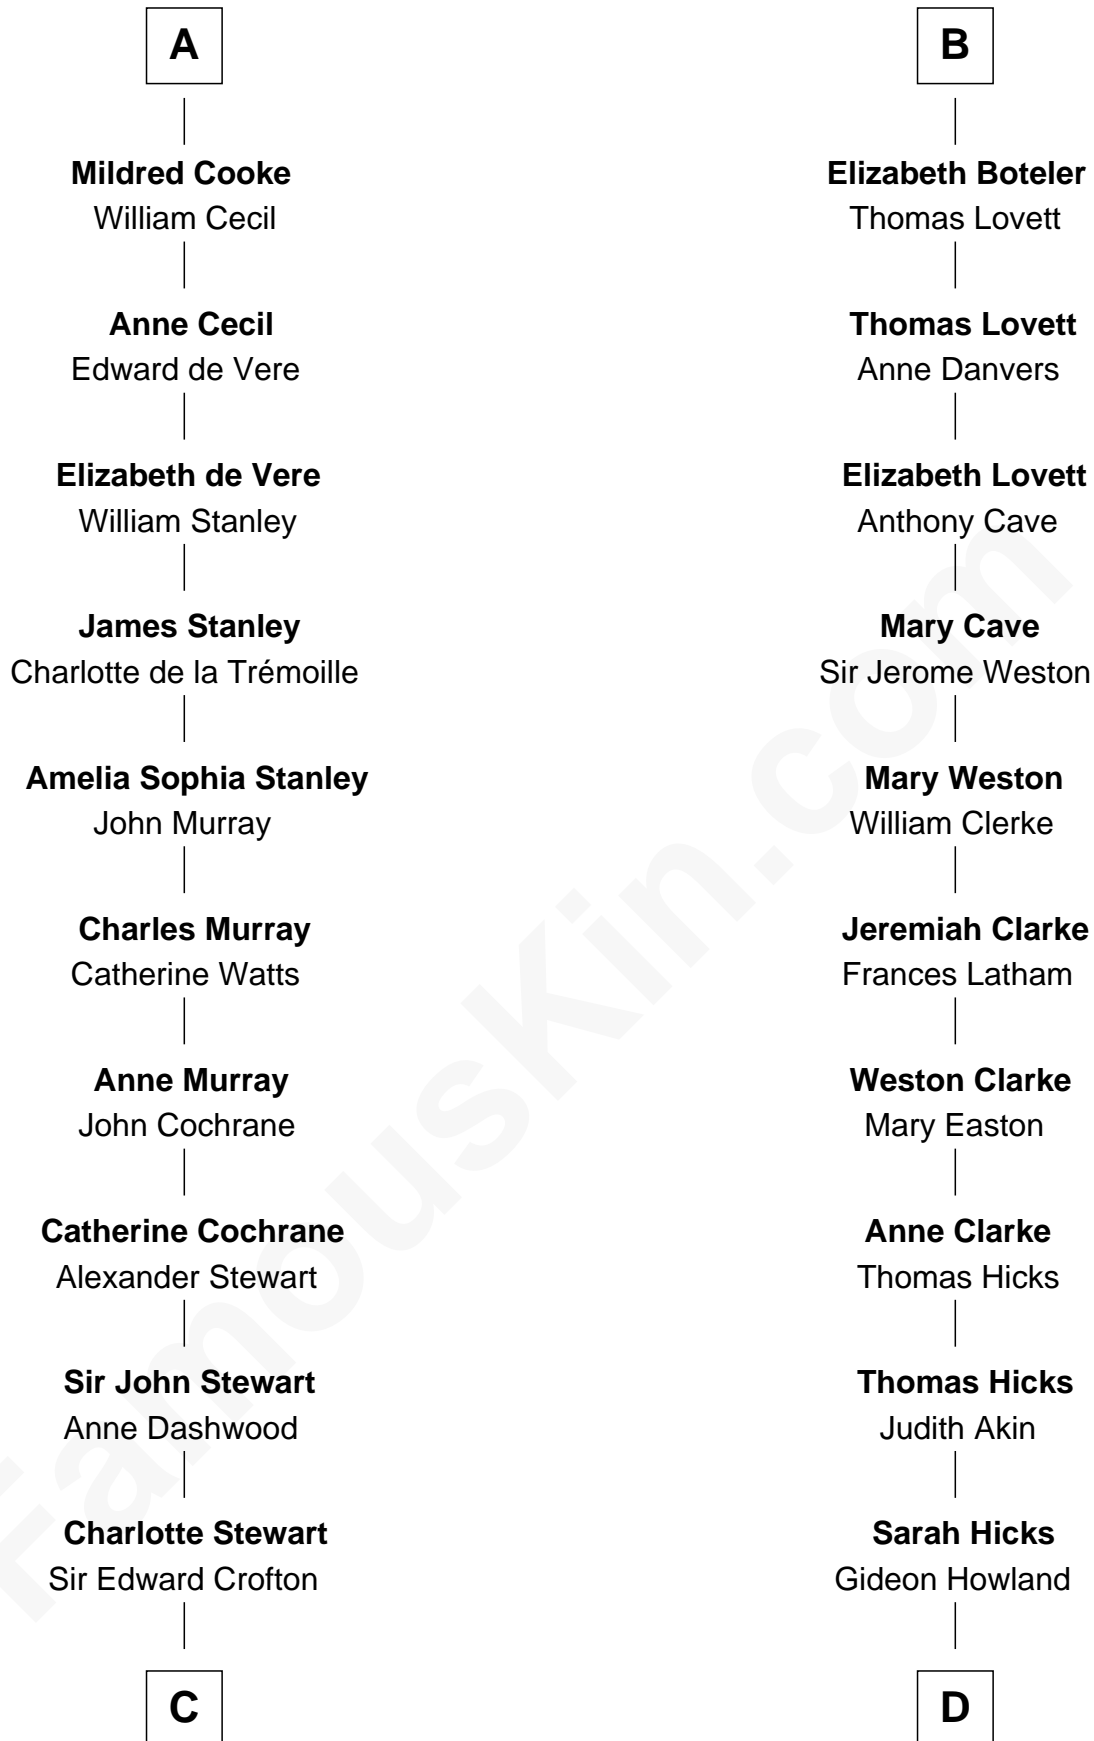 A
Mildred Cooke
William Cecil
Anne Cecil
Edward de Vere
Elizabeth de Vere
William Stanley
James Stanley
Charlotte de la Trémoille
Amelia Sophia Stanley
John Murray
Charles Murray
Catherine Watts
Anne Murray
John Cochrane
Catherine Cochrane
Alexander Stewart
Sir John Stewart
Anne Dashwood
Charlotte Stewart
Sir Edward Crofton
C
B
Elizabeth Boteler
Thomas Lovett
Thomas Lovett
Anne Danvers
Elizabeth Lovett
Anthony Cave
Mary Cave
Sir Jerome Weston
Mary Weston
William Clerke
Jeremiah Clarke
Frances Latham
Weston Clarke
Mary Easton
Anne Clarke
Thomas Hicks
Thomas Hicks
Judith Akin
Sarah Hicks
Gideon Howland
D
FamousKin.com